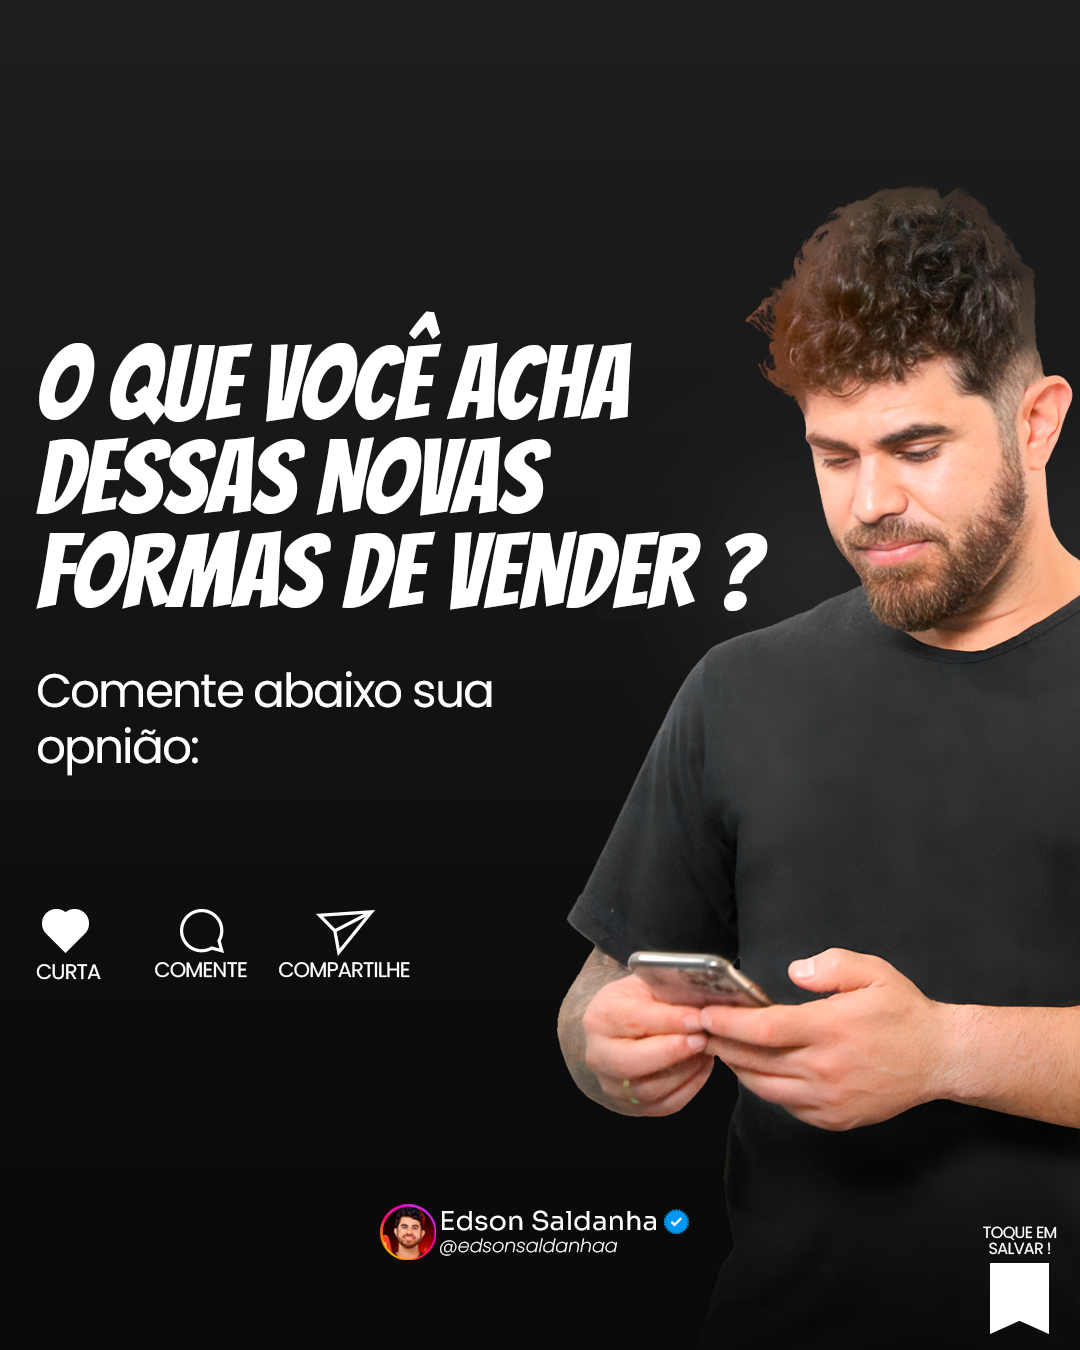 O QUE VOCÊ ACHA
DESSAS NOVAS
FORMAS DE VENDER ?
Comente abaixo sua
opnião:
CURTA
COMENTE
COMPARTILHE
Edson Saldanha
@edsonsaldanhaa
TOQUE EM
SALVAR !